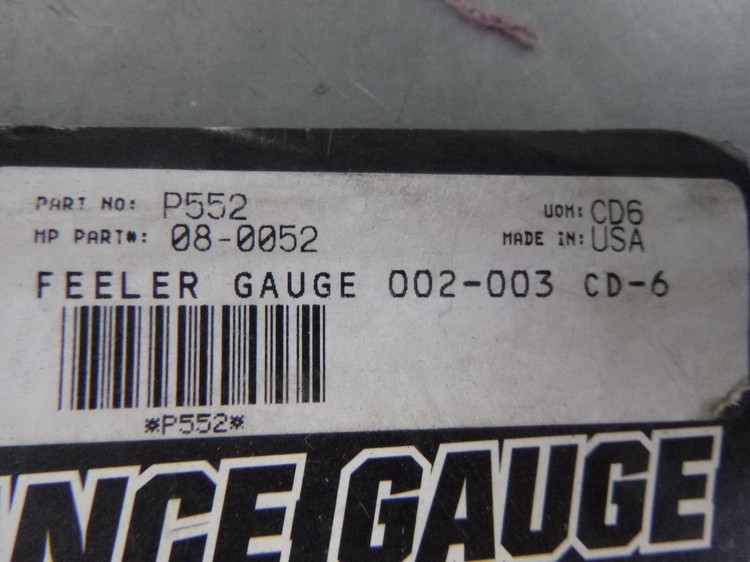 PART NO: P552
UOM: CD6
MP PART#: 08-0052
MADE IN: USA
FEELER GAUGE 002-003 CD-6
*P552*
NCE GAUGE